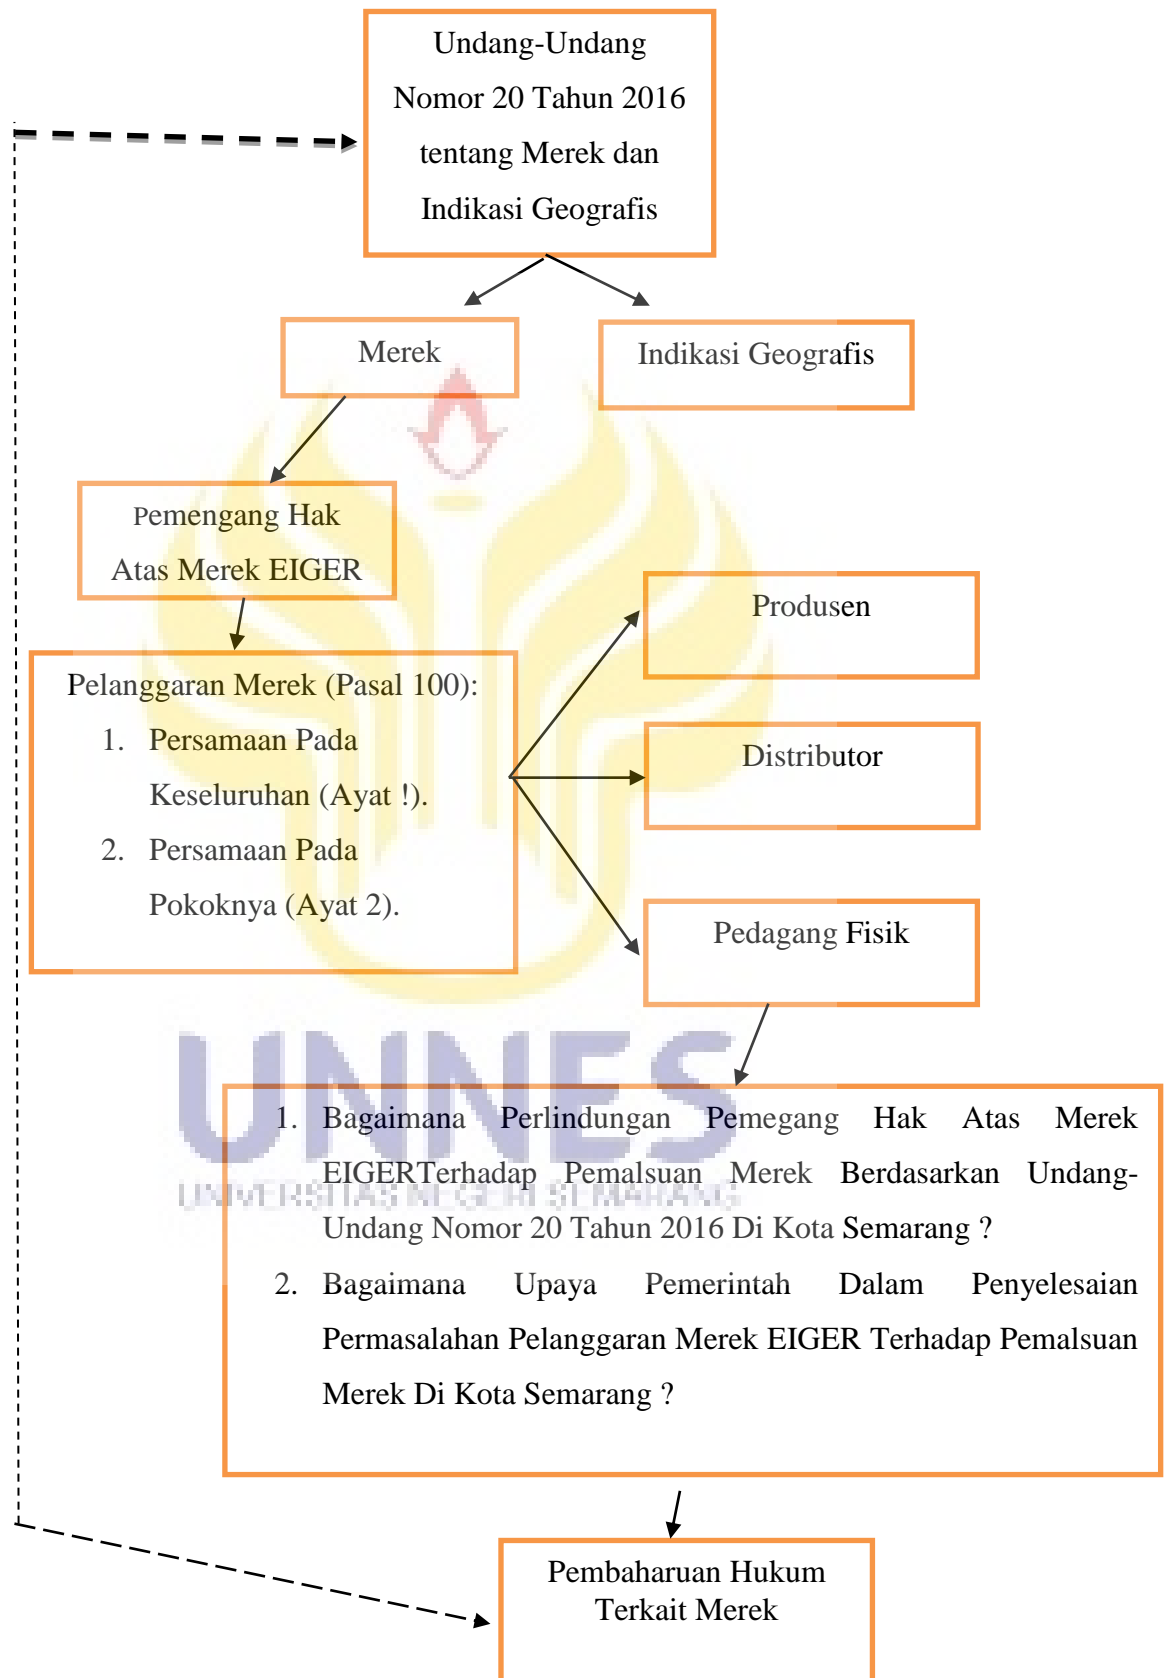 Undang-Undang
Nomor 20 Tahun 2016
tentang Merek dan
Indikasi Geografis
Merek
Indikasi Geografis
Pemengang Hak
Atas Merek EIGER
Produsen
Pelanggaran Merek (Pasal 100):
1. Persamaan Pada
Keseluruhan (Ayat !).
2. Persamaan Pada
Pokoknya (Ayat 2).
Distributor
Pedagang Fisik
UNNES
UNIVERSITAS NEGERI SEMARANG
1. Bagaimana Perlindungan Pemegang Hak Atas Merek
EIGERTerhadap Pemalsuan Merek Berdasarkan Undang-
Undang Nomor 20 Tahun 2016 Di Kota Semarang ?
2. Bagaimana Upaya Pemerintah Dalam Penyelesaian
Permasalahan Pelanggaran Merek EIGER Terhadap Pemalsuan
Merek Di Kota Semarang ?
Pembaharuan Hukum
Terkait Merek